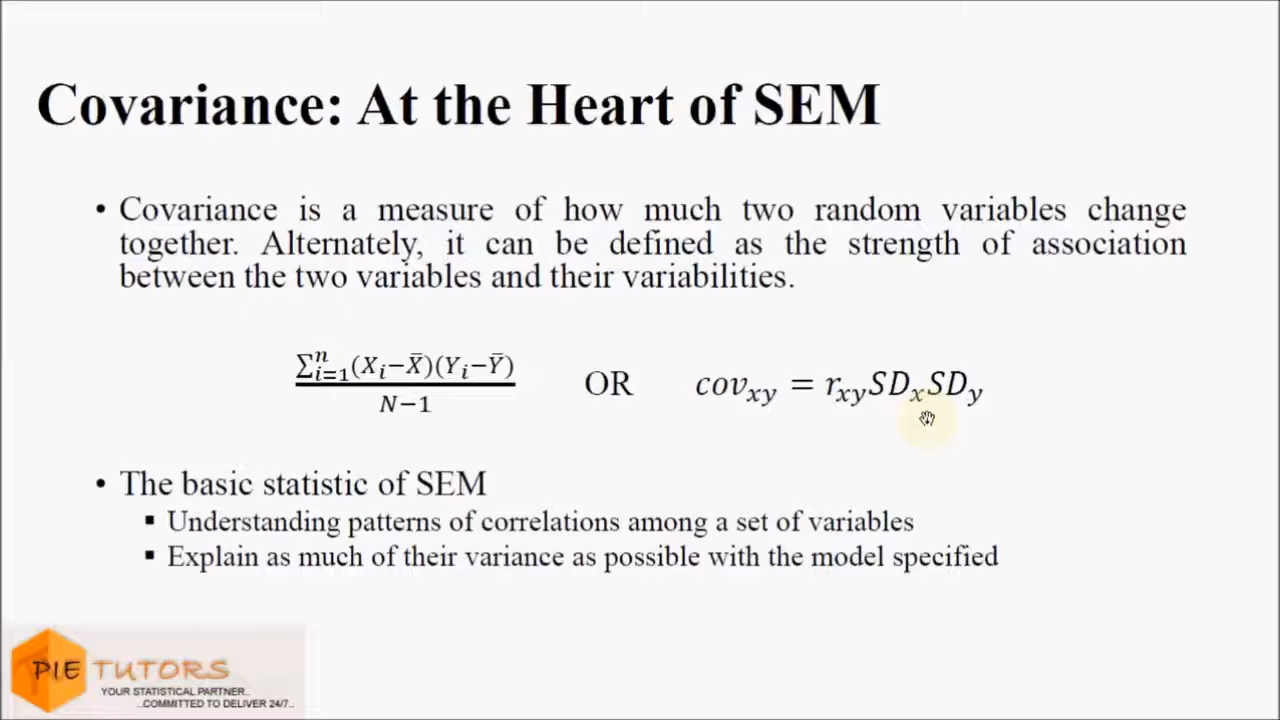 Covariance: At the Heart of SEM
• Covariance is a measure of how much two random variables change
together. Alternately, it can be defined as the strength of association
between the two variables and their variabilities.
∑ⁿᵢ₌₁(Xᵢ−X̄)(Yᵢ−Ȳ)
N−1
OR
cov_xy = r_xy SD_x SD_y
• The basic statistic of SEM
▪ Understanding patterns of correlations among a set of variables
▪ Explain as much of their variance as possible with the model specified
PIE TUTORS
YOUR STATISTICAL PARTNER..
..COMMITTED TO DELIVER 24/7..